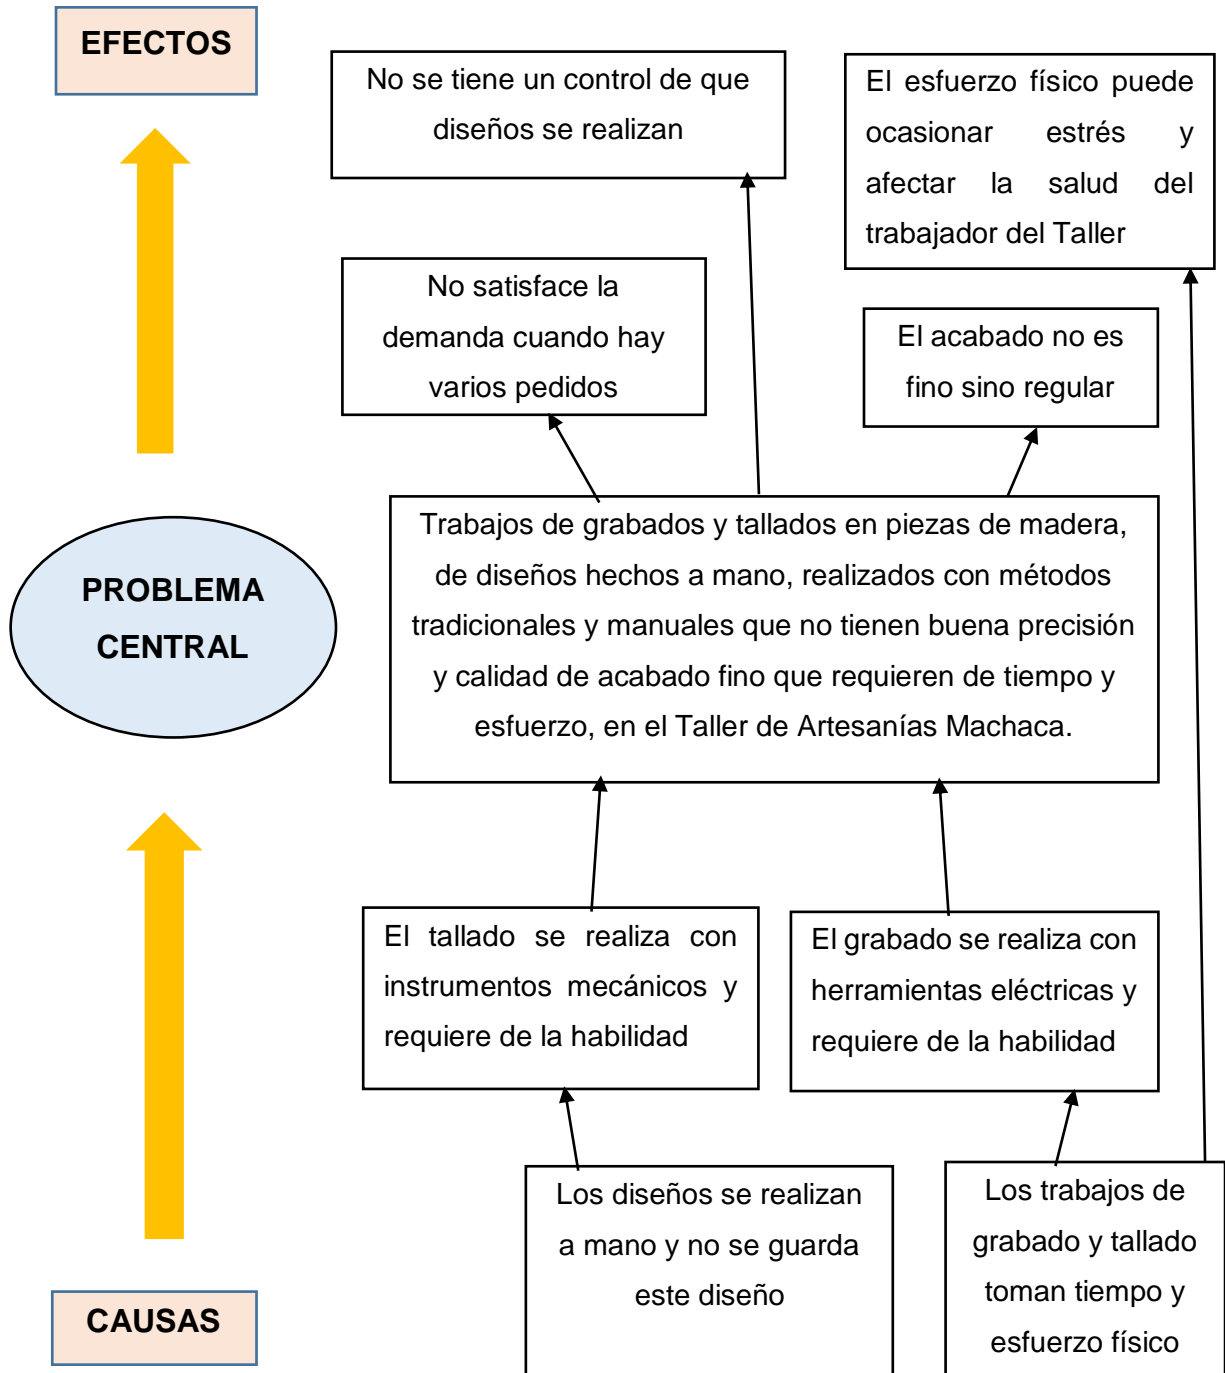 EFECTOS
No se tiene un control de que
diseños se realizan
El esfuerzo físico puede
ocasionar estrés y
afectar la salud del
trabajador del Taller
No satisface la
demanda cuando hay
varios pedidos
El acabado no es
fino sino regular
PROBLEMA
CENTRAL
Trabajos de grabados y tallados en piezas de madera,
de diseños hechos a mano, realizados con métodos
tradicionales y manuales que no tienen buena precisión
y calidad de acabado fino que requieren de tiempo y
esfuerzo, en el Taller de Artesanías Machaca.
El tallado se realiza con
instrumentos mecánicos y
requiere de la habilidad
El grabado se realiza con
herramientas eléctricas y
requiere de la habilidad
Los diseños se realizan
a mano y no se guarda
este diseño
Los trabajos de
grabado y tallado
toman tiempo y
esfuerzo físico
CAUSAS